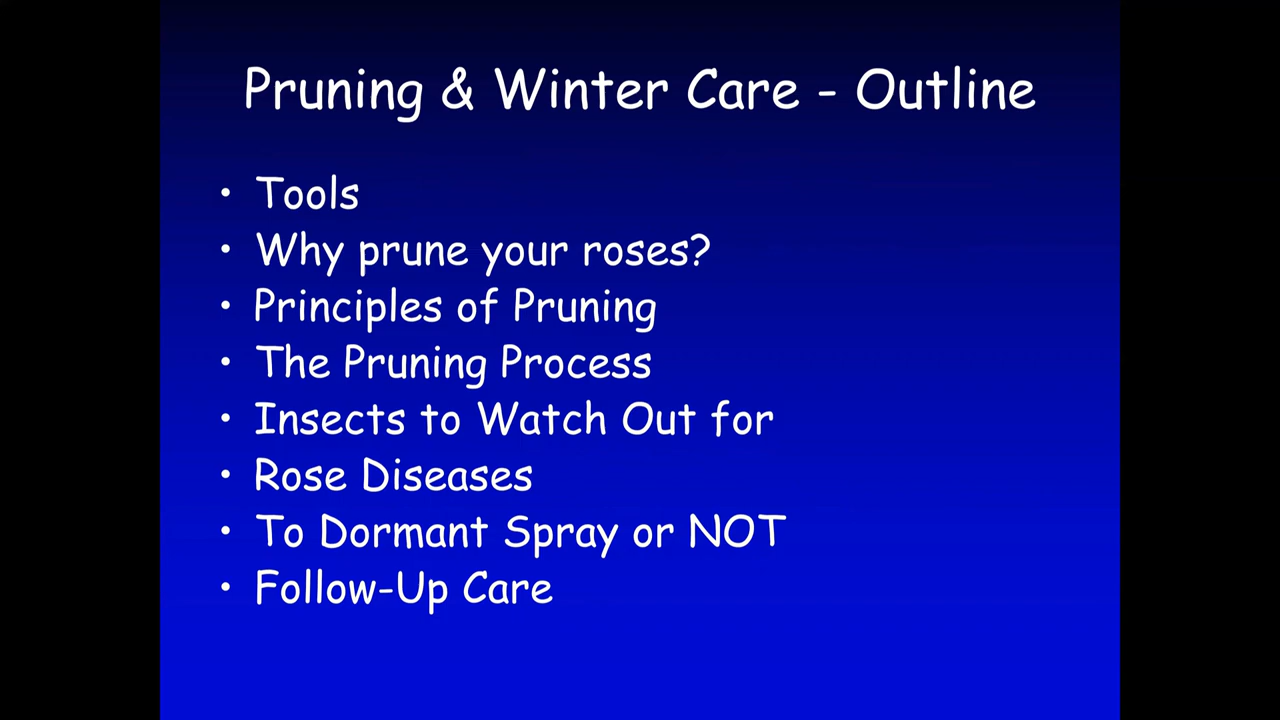 Pruning & Winter Care - Outline
• Tools
• Why prune your roses?
• Principles of Pruning
• The Pruning Process
• Insects to Watch Out for
• Rose Diseases
• To Dormant Spray or NOT
• Follow-Up Care